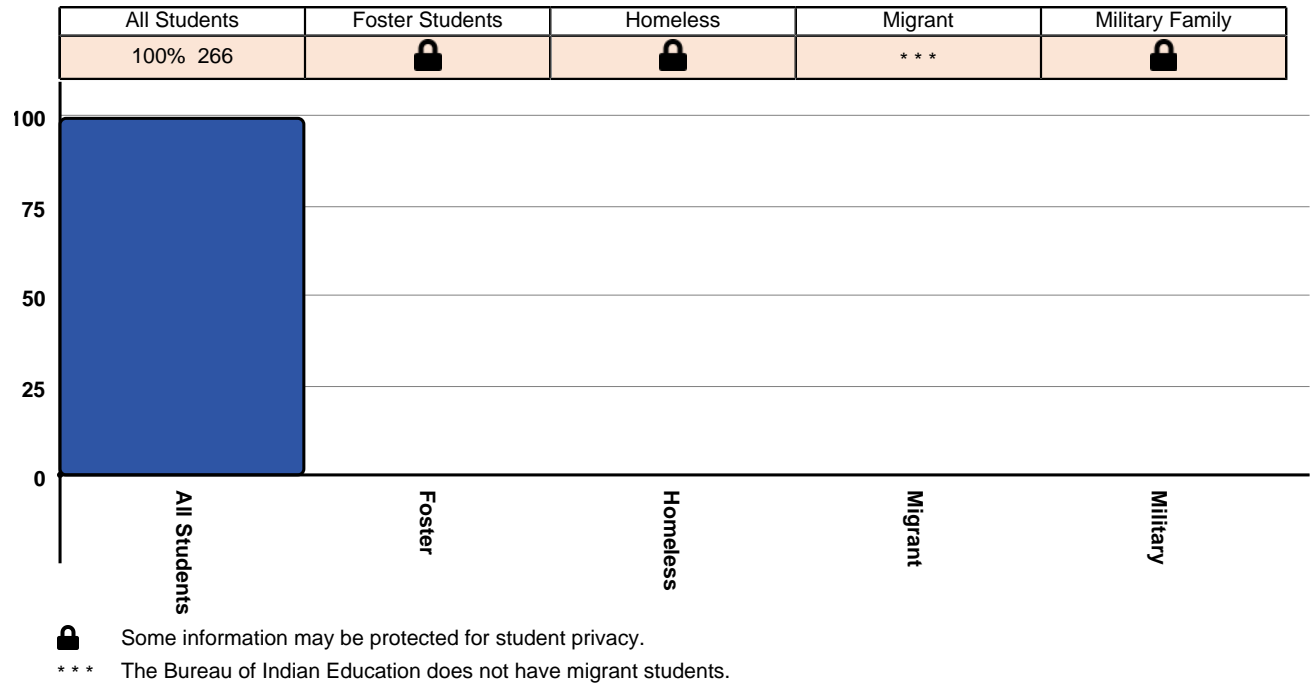 All Students Foster Students Homeless Migrant Military Family
100% 266 * * *
100
75
50
25
0
All Students
Foster
Homeless
Migrant
Military
Some information may be protected for student privacy.
* * * The Bureau of Indian Education does not have migrant students.